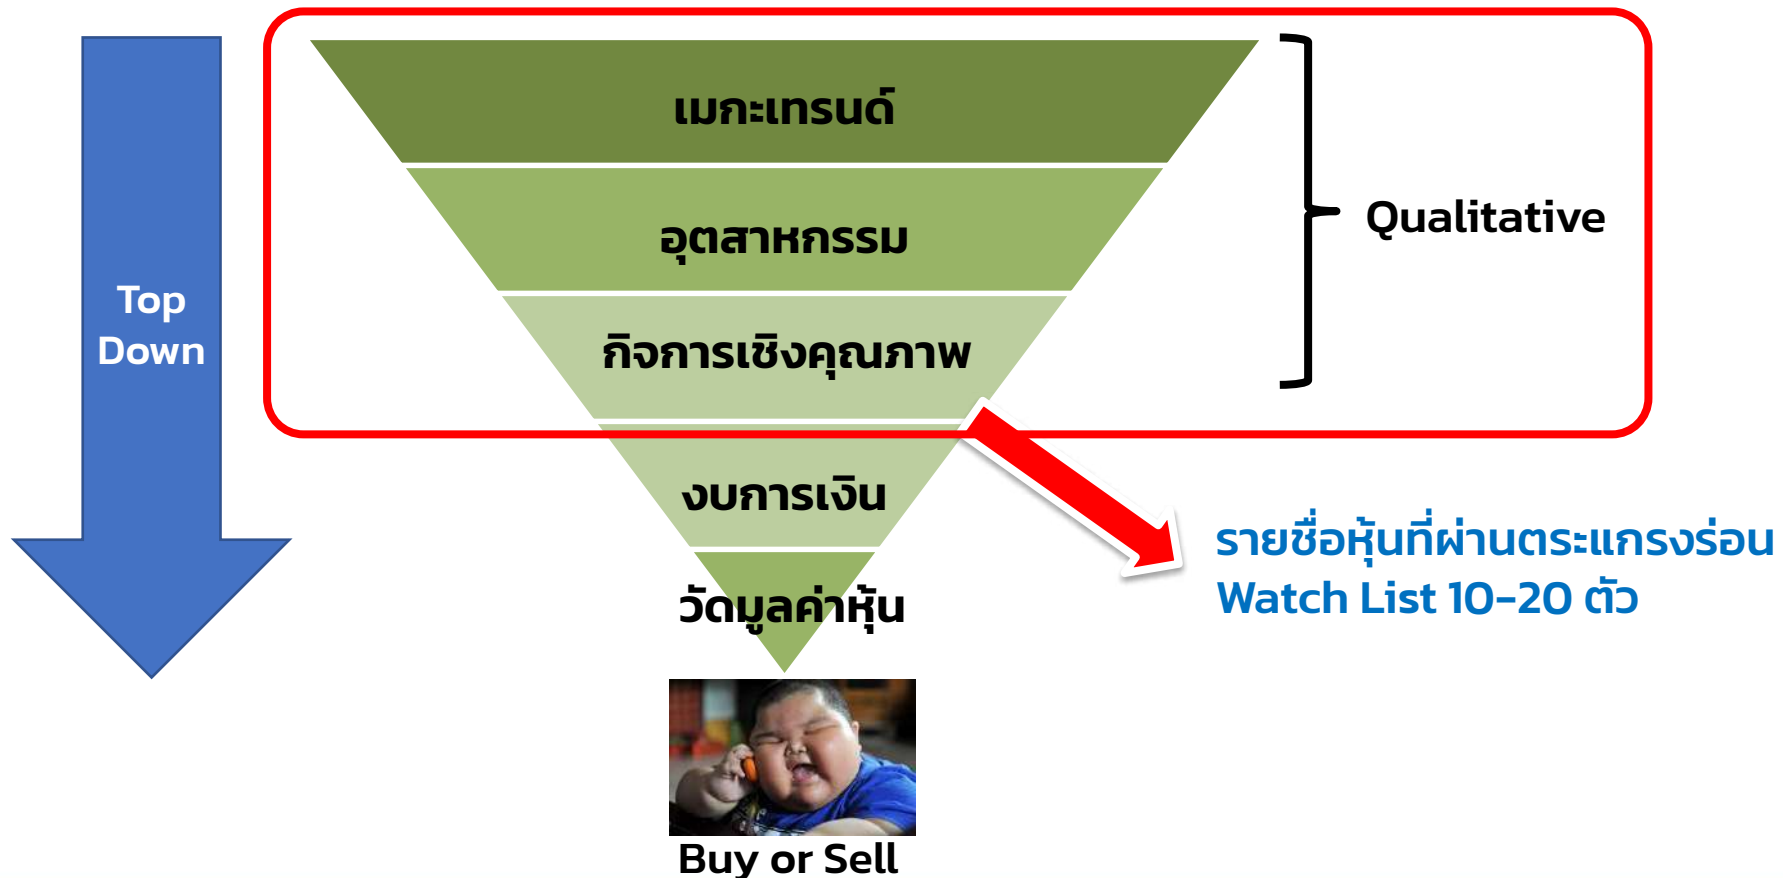 เมกะเทรนด์
อุตสาหกรรม
กิจการเชิงคุณภาพ
งบการเงิน
วัดมูลค่าหุ้น
Buy or Sell
Top
Down
Qualitative
รายชื่อหุ้นที่ผ่านตระแกรงร่อน
Watch List 10-20 ตัว